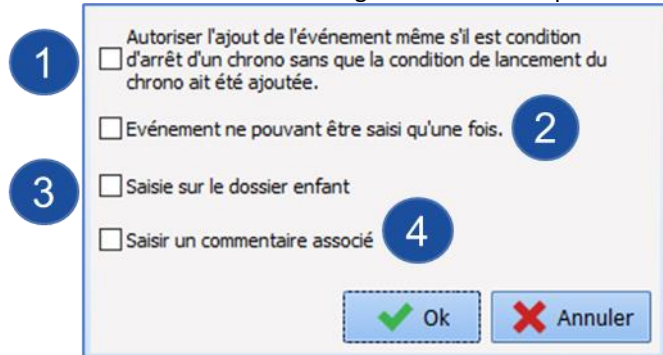 1
Autoriser l'ajout de l'événement même s'il est condition
d'arrêt d'un chrono sans que la condition de lancement du
chrono ait été ajoutée.
Evénement ne pouvant être saisi qu'une fois.
2
3
Saisie sur le dossier enfant
Saisir un commentaire associé
4
Ok
Annuler